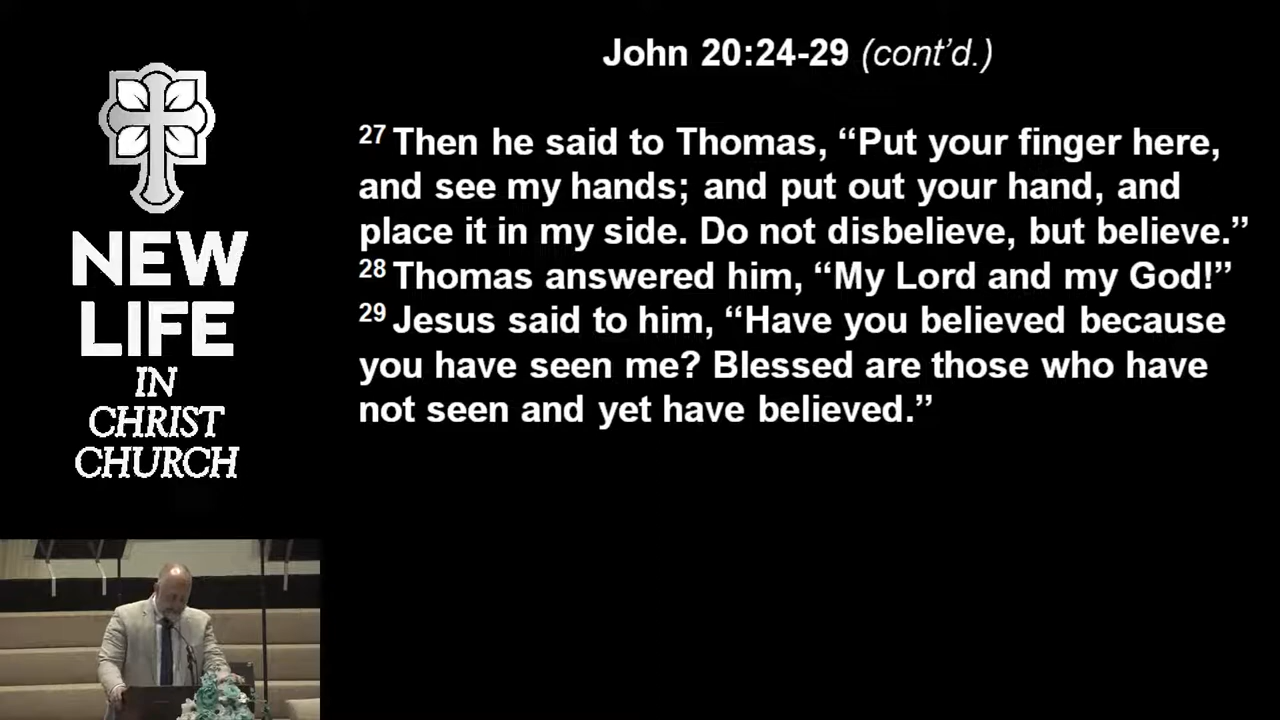 John 20:24-29 (cont’d.)
27 Then he said to Thomas, “Put your finger here,
and see my hands; and put out your hand, and
place it in my side. Do not disbelieve, but believe.”
28 Thomas answered him, “My Lord and my God!”
29 Jesus said to him, “Have you believed because
you have seen me? Blessed are those who have
not seen and yet have believed.”
NEW
LIFE
IN
CHRIST
CHURCH